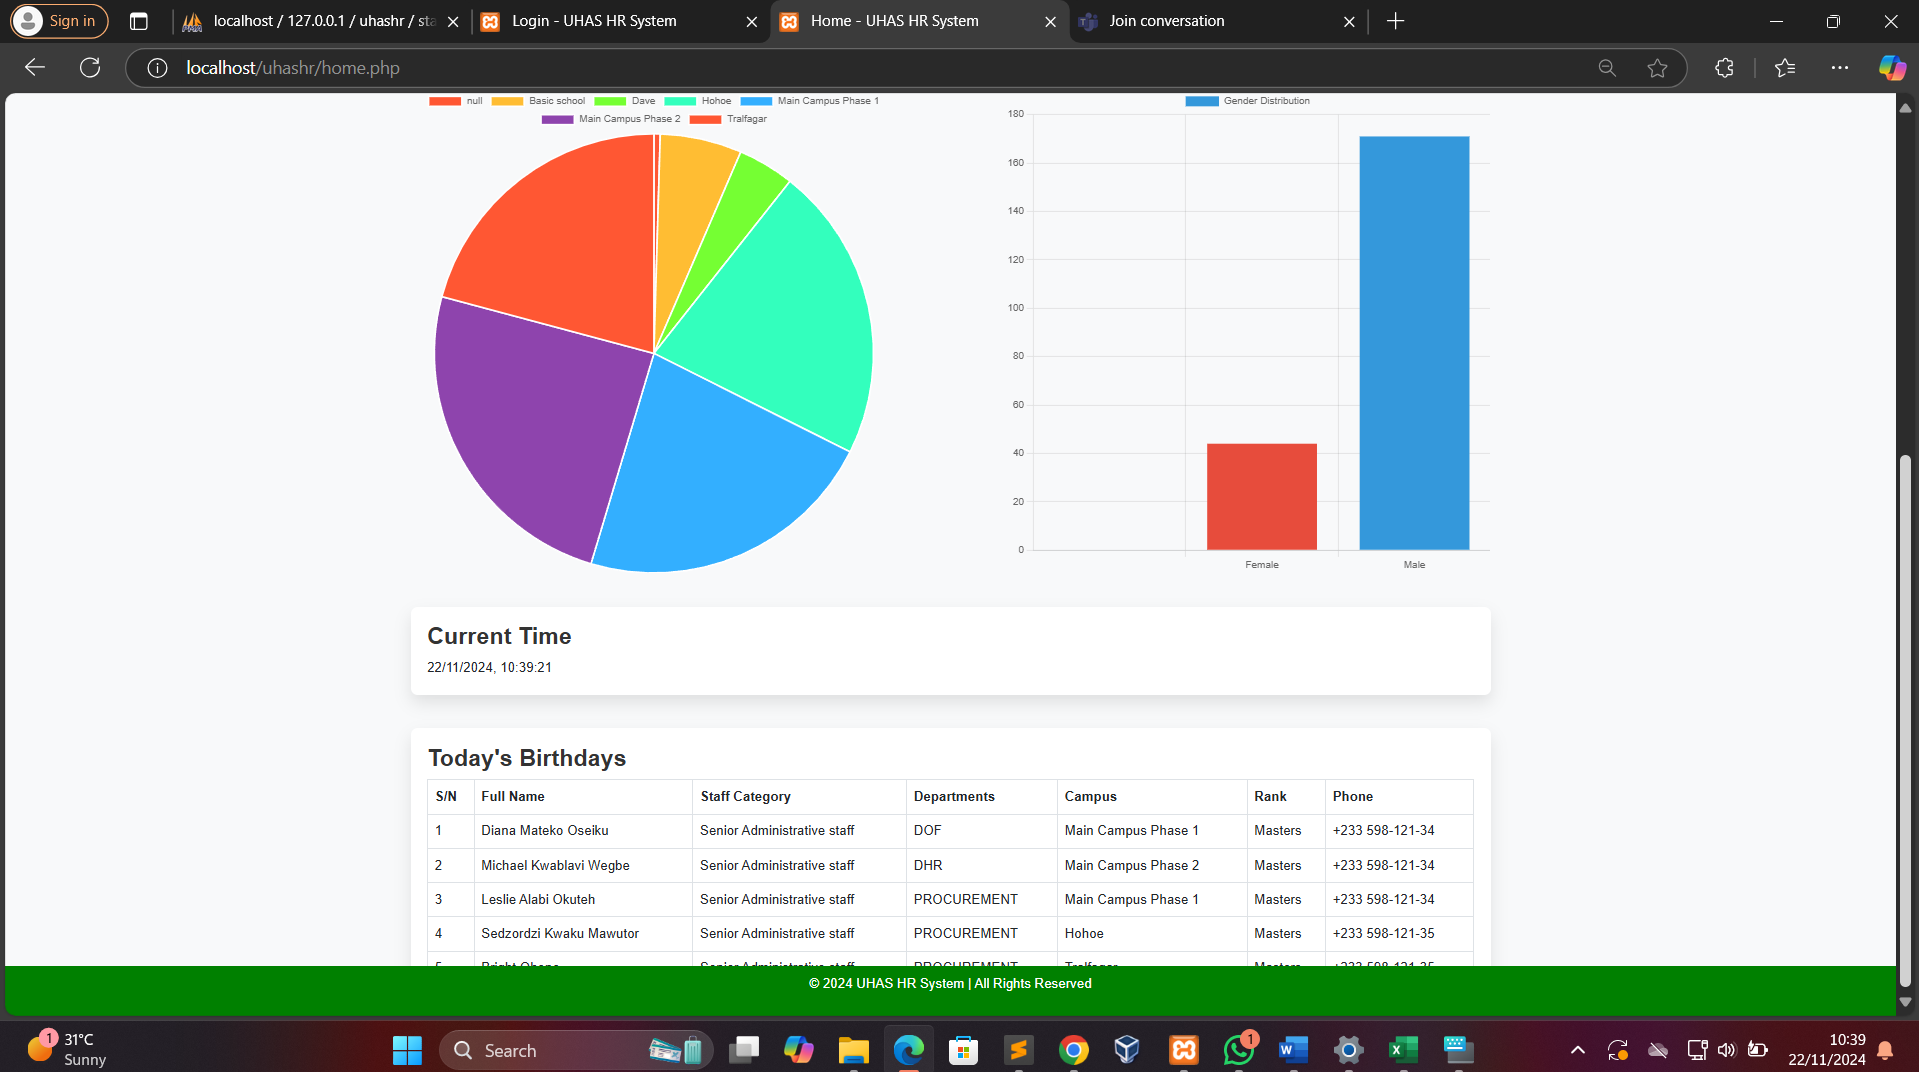 Sign in
localhost / 127.0.0.1 / uhashr / sta
Login - UHAS HR System
Home - UHAS HR System
Join conversation
localhost/uhashr/home.php
null Basic school Dave Hohoe Main Campus Phase 1
Main Campus Phase 2 Tralfagar
Gender Distribution
180
160
140
120
100
80
60
40
20
0
Female Male
Current Time
22/11/2024, 10:39:21
Today's Birthdays
S/N Full Name Staff Category Departments Campus Rank Phone
1 Diana Mateko Oseiku Senior Administrative staff DOF Main Campus Phase 1 Masters +233 598-121-34
2 Michael Kwablavi Wegbe Senior Administrative staff DHR Main Campus Phase 2 Masters +233 598-121-34
3 Leslie Alabi Okuteh Senior Administrative staff PROCUREMENT Main Campus Phase 1 Masters +233 598-121-34
4 Sedzordzi Kwaku Mawutor Senior Administrative staff PROCUREMENT Hohoe Masters +233 598-121-35
© 2024 UHAS HR System | All Rights Reserved
1
31°C
Sunny
Search
1
10:39
22/11/2024